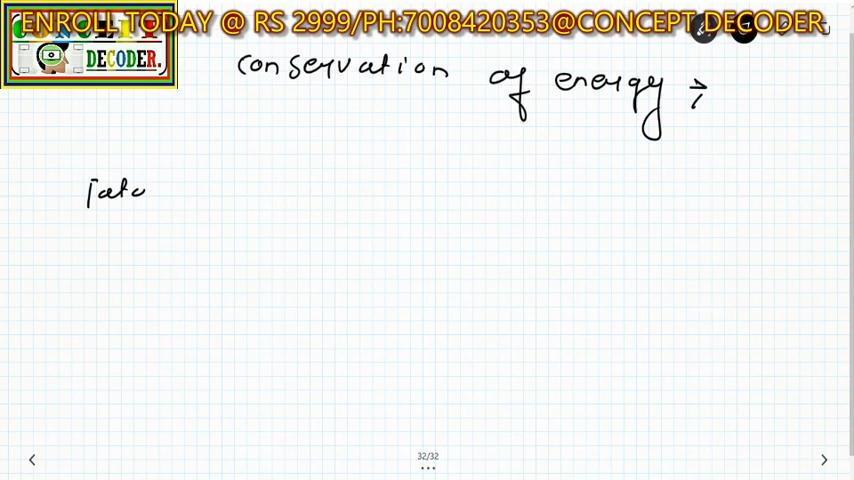 ENROLL TODAY @ RS 2999/PH:7008420353@CONCEPT DECODER.
DECODER.
conservation of energy :
32/32